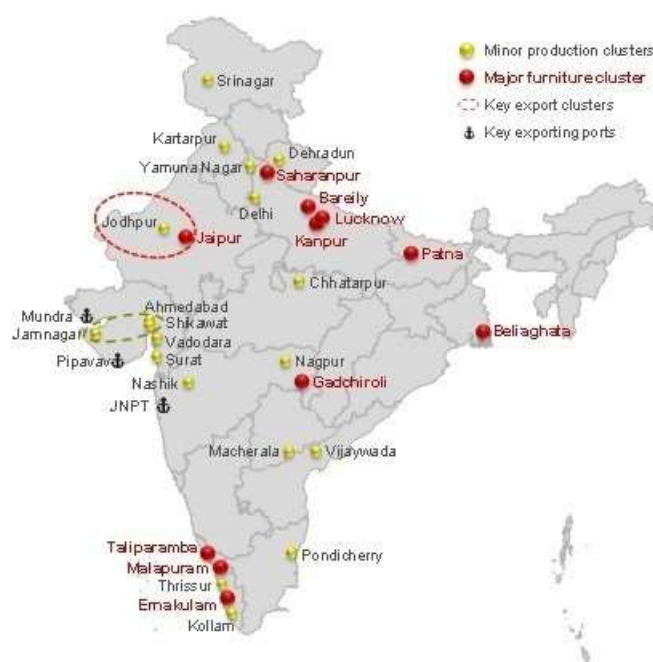 Minor production clusters
Major furniture cluster
Key export clusters
Key exporting ports
Srinagar
Kartarpur
Dehradun
Yamuna Nagar
Saharanpur
Bareily
Delhi
Lucknow
Jodhpur
Kanpur
Jaipur
Patna
Chhatarpur
Ahmedabad
Mundra
Shikawat
Jamnagar
Beliaghata
Vadodara
Pipavav
Surat
Nagpur
Nashik
Gadchiroli
JNPT
Macherala
Vijaywada
Taliparamba
Pondicherry
Malapuram
Thrissur
Ernakulam
Kollam